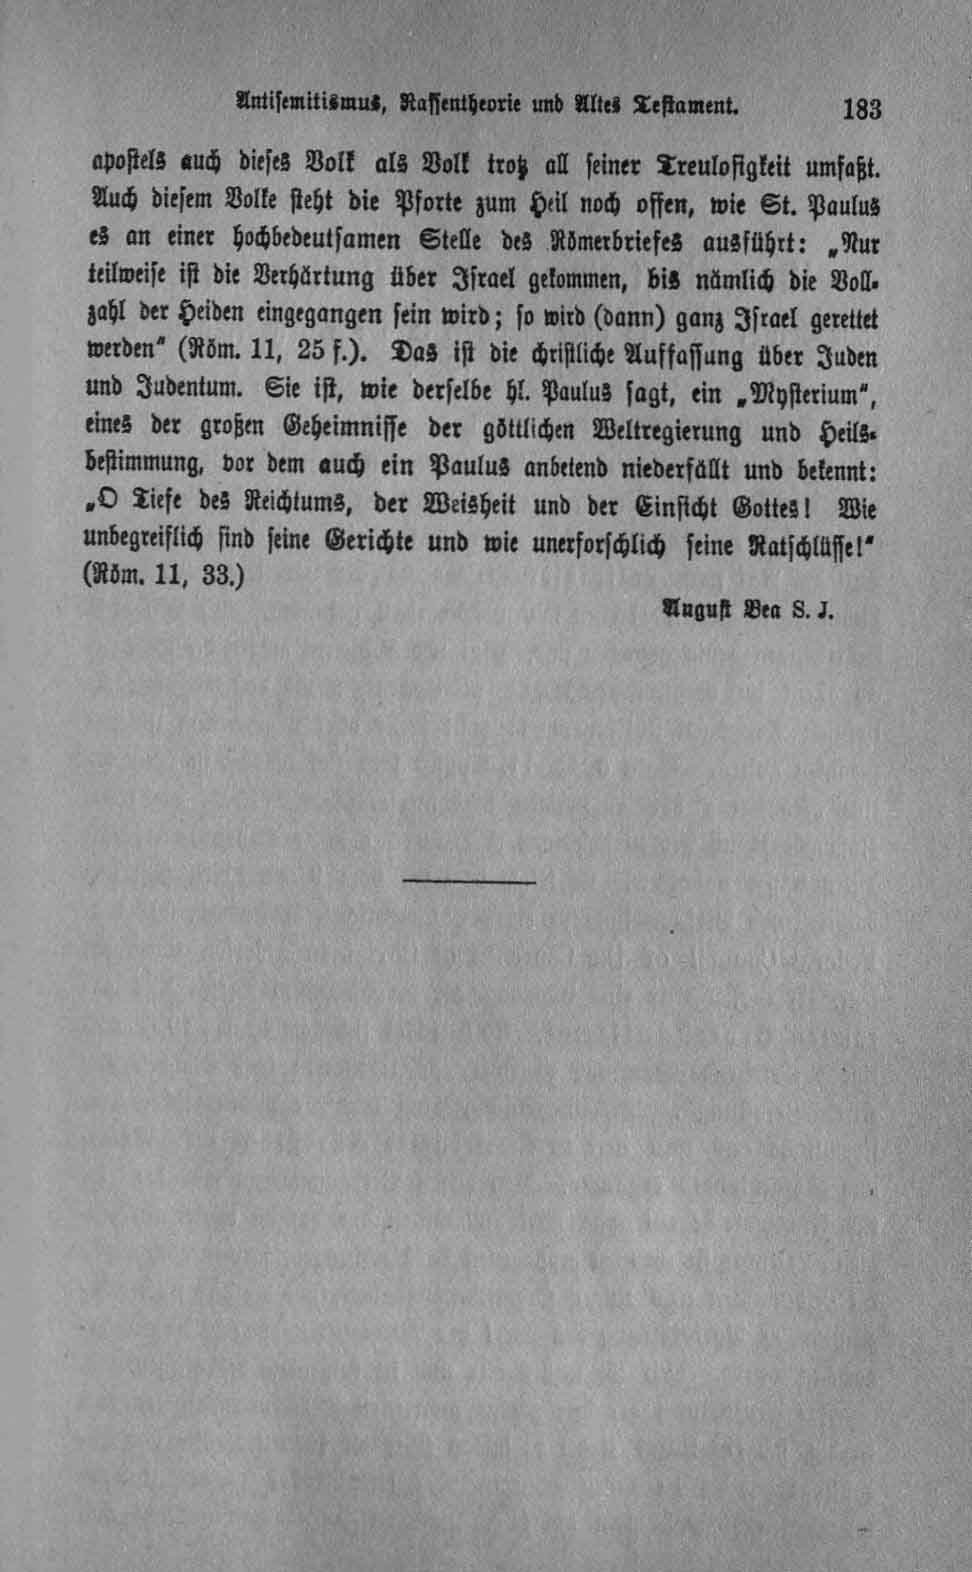 Antisemitismus, Rassentheorie und Altes Testament. 183
apostels auch dieses Volk als Volk trotz all seiner Treulosigkeit umfaßt.
Auch diesem Volke steht die Pforte zum Heil noch offen, wie St. Paulus
es an einer hochbedeutsamen Stelle des Römerbriefes ausführt: „Nur
teilweise ist die Verhärtung über Israel gekommen, bis nämlich die Voll-
zahl der Heiden eingegangen sein wird; so wird (dann) ganz Israel gerettet
werden“ (Röm. 11, 25 f.). Das ist die christliche Auffassung über Juden
und Judentum. Sie ist, wie derselbe hl. Paulus sagt, ein „Mysterium“,
eines der großen Geheimnisse der göttlichen Weltregierung und Heils-
bestimmung, vor dem auch ein Paulus anbetend niederfällt und bekennt:
„O Tiefe des Reichtums, der Weisheit und der Einsicht Gottes! Wie
unbegreiflich sind seine Gerichte und wie unerforschlich seine Ratschlüsse!“
(Röm. 11, 33.)
August Bea S. J.